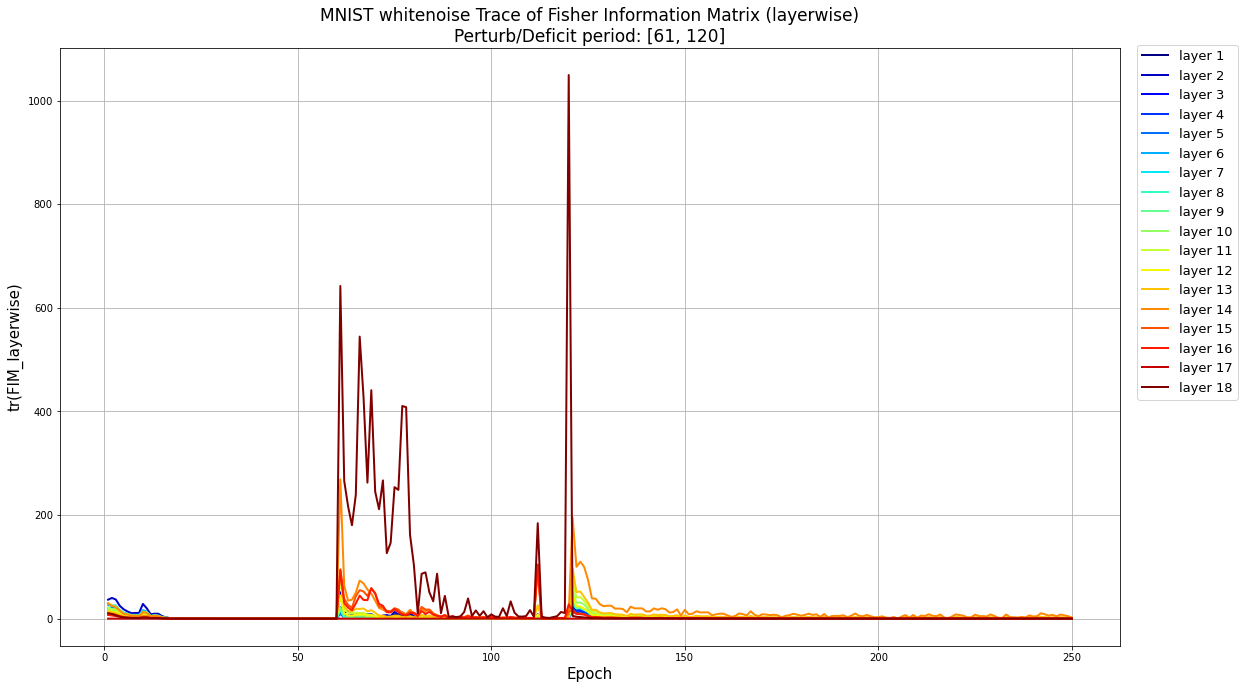 MNIST whitenoise Trace of Fisher Information Matrix (layerwise)
Perturb/Deficit period: [61, 120]
tr(FIM_layerwise)
1000
800
600
400
200
0
0 50 100 150 200 250
Epoch
layer 1
layer 2
layer 3
layer 4
layer 5
layer 6
layer 7
layer 8
layer 9
layer 10
layer 11
layer 12
layer 13
layer 14
layer 15
layer 16
layer 17
layer 18